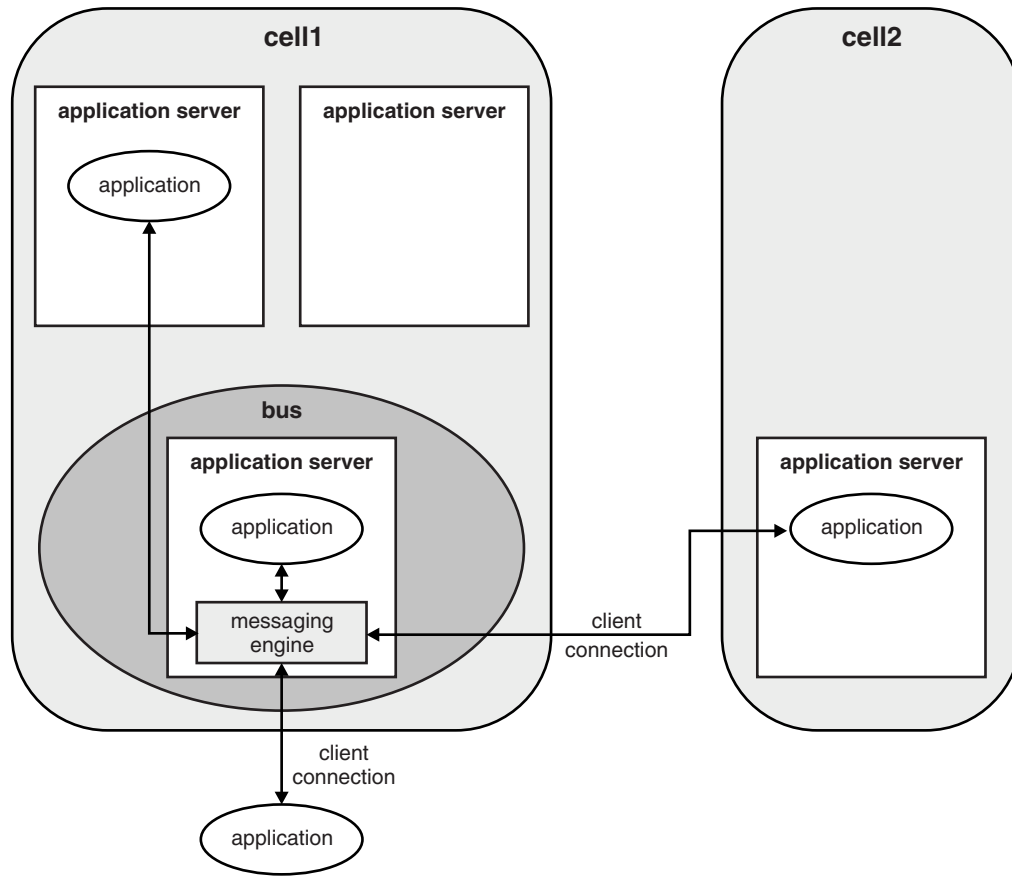 cell1
cell2
application server
application server
application
bus
application server
application
messaging
engine
client
connection
application server
application
client
connection
application